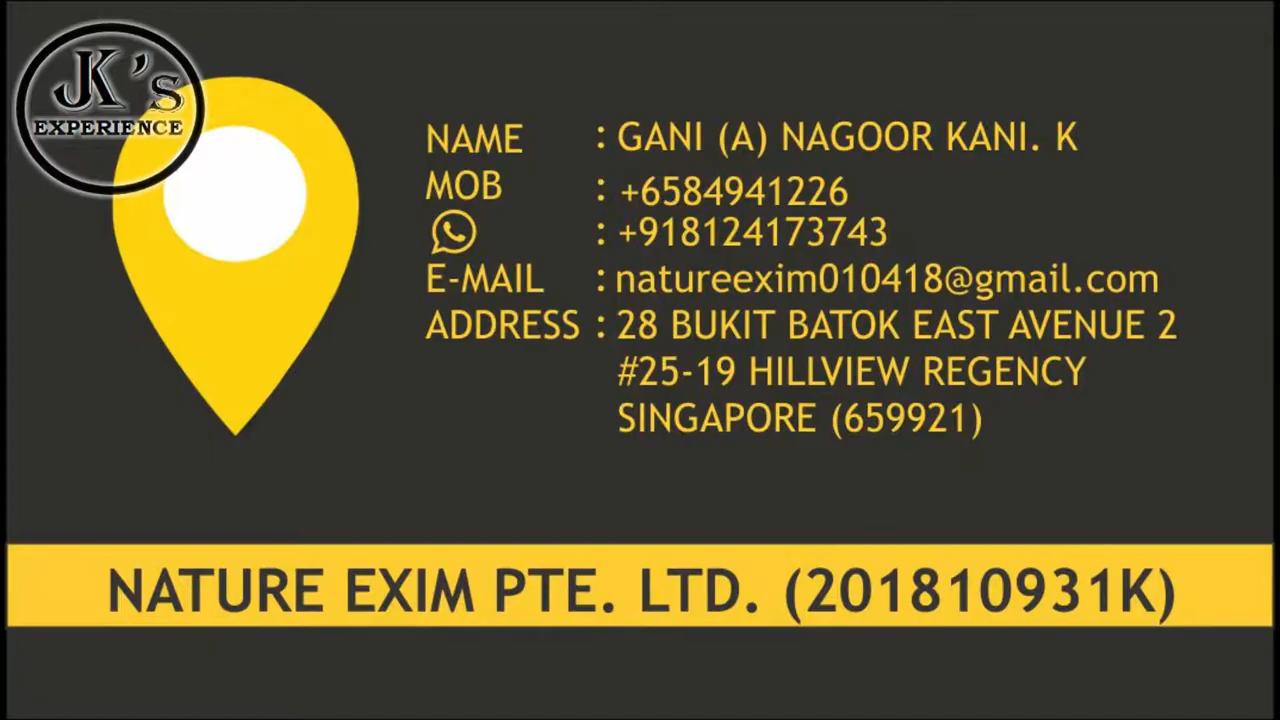 JK's
EXPERIENCE
NAME : GANI (A) NAGOOR KANI. K
MOB : +6584941226
: +918124173743
E-MAIL : natureexim010418@gmail.com
ADDRESS : 28 BUKIT BATOK EAST AVENUE 2
#25-19 HILLVIEW REGENCY
SINGAPORE (659921)
NATURE EXIM PTE. LTD. (201810931K)